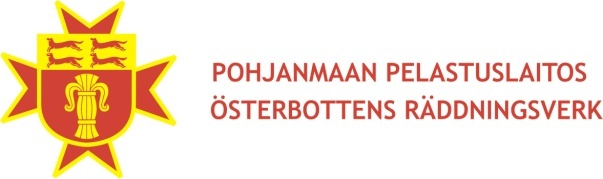 POHJANMAAN PELASTUSLAITOS
ÖSTERBOTTENS RÄDDNINGSVERK